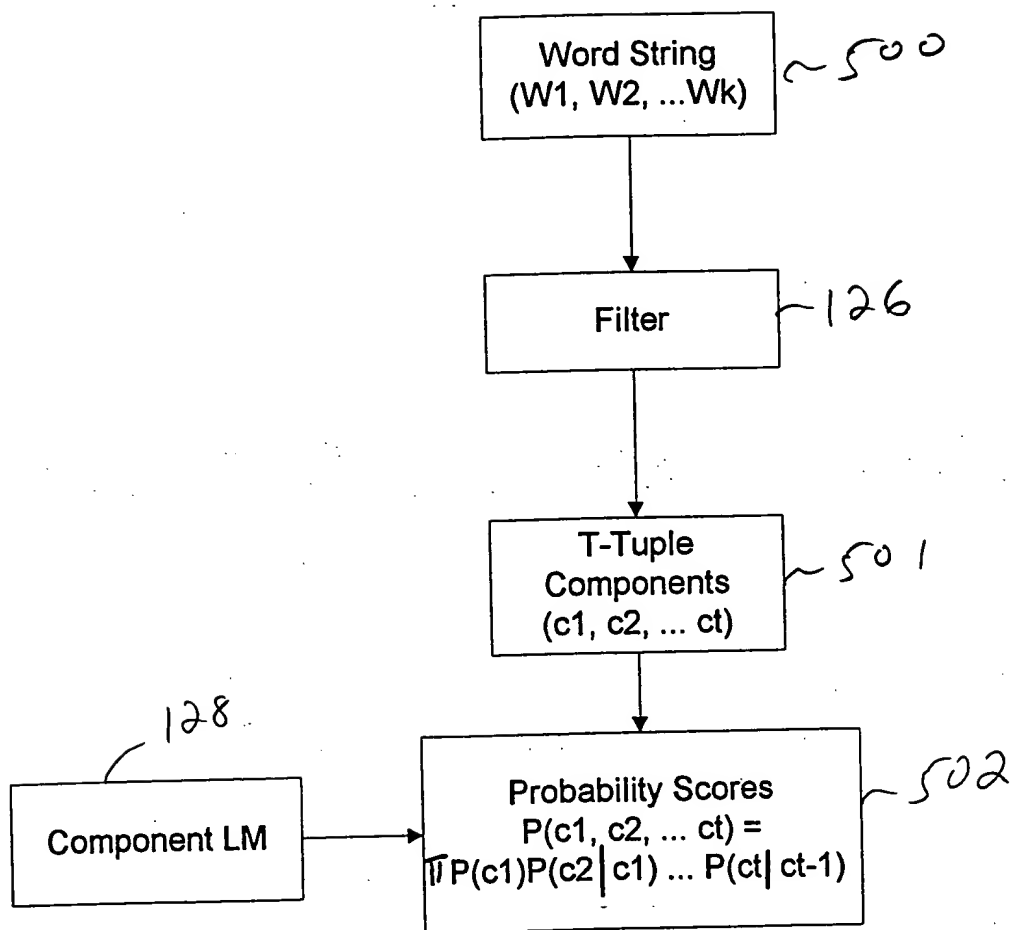 Word String
(W1, W2, ...Wk)
500
Filter
126
T-Tuple
Components
(c1, c2, ... ct)
501
128
Component LM
Probability Scores
P(c1, c2, ... ct) =
πP(c1)P(c2|c1) ... P(ct|ct-1)
502